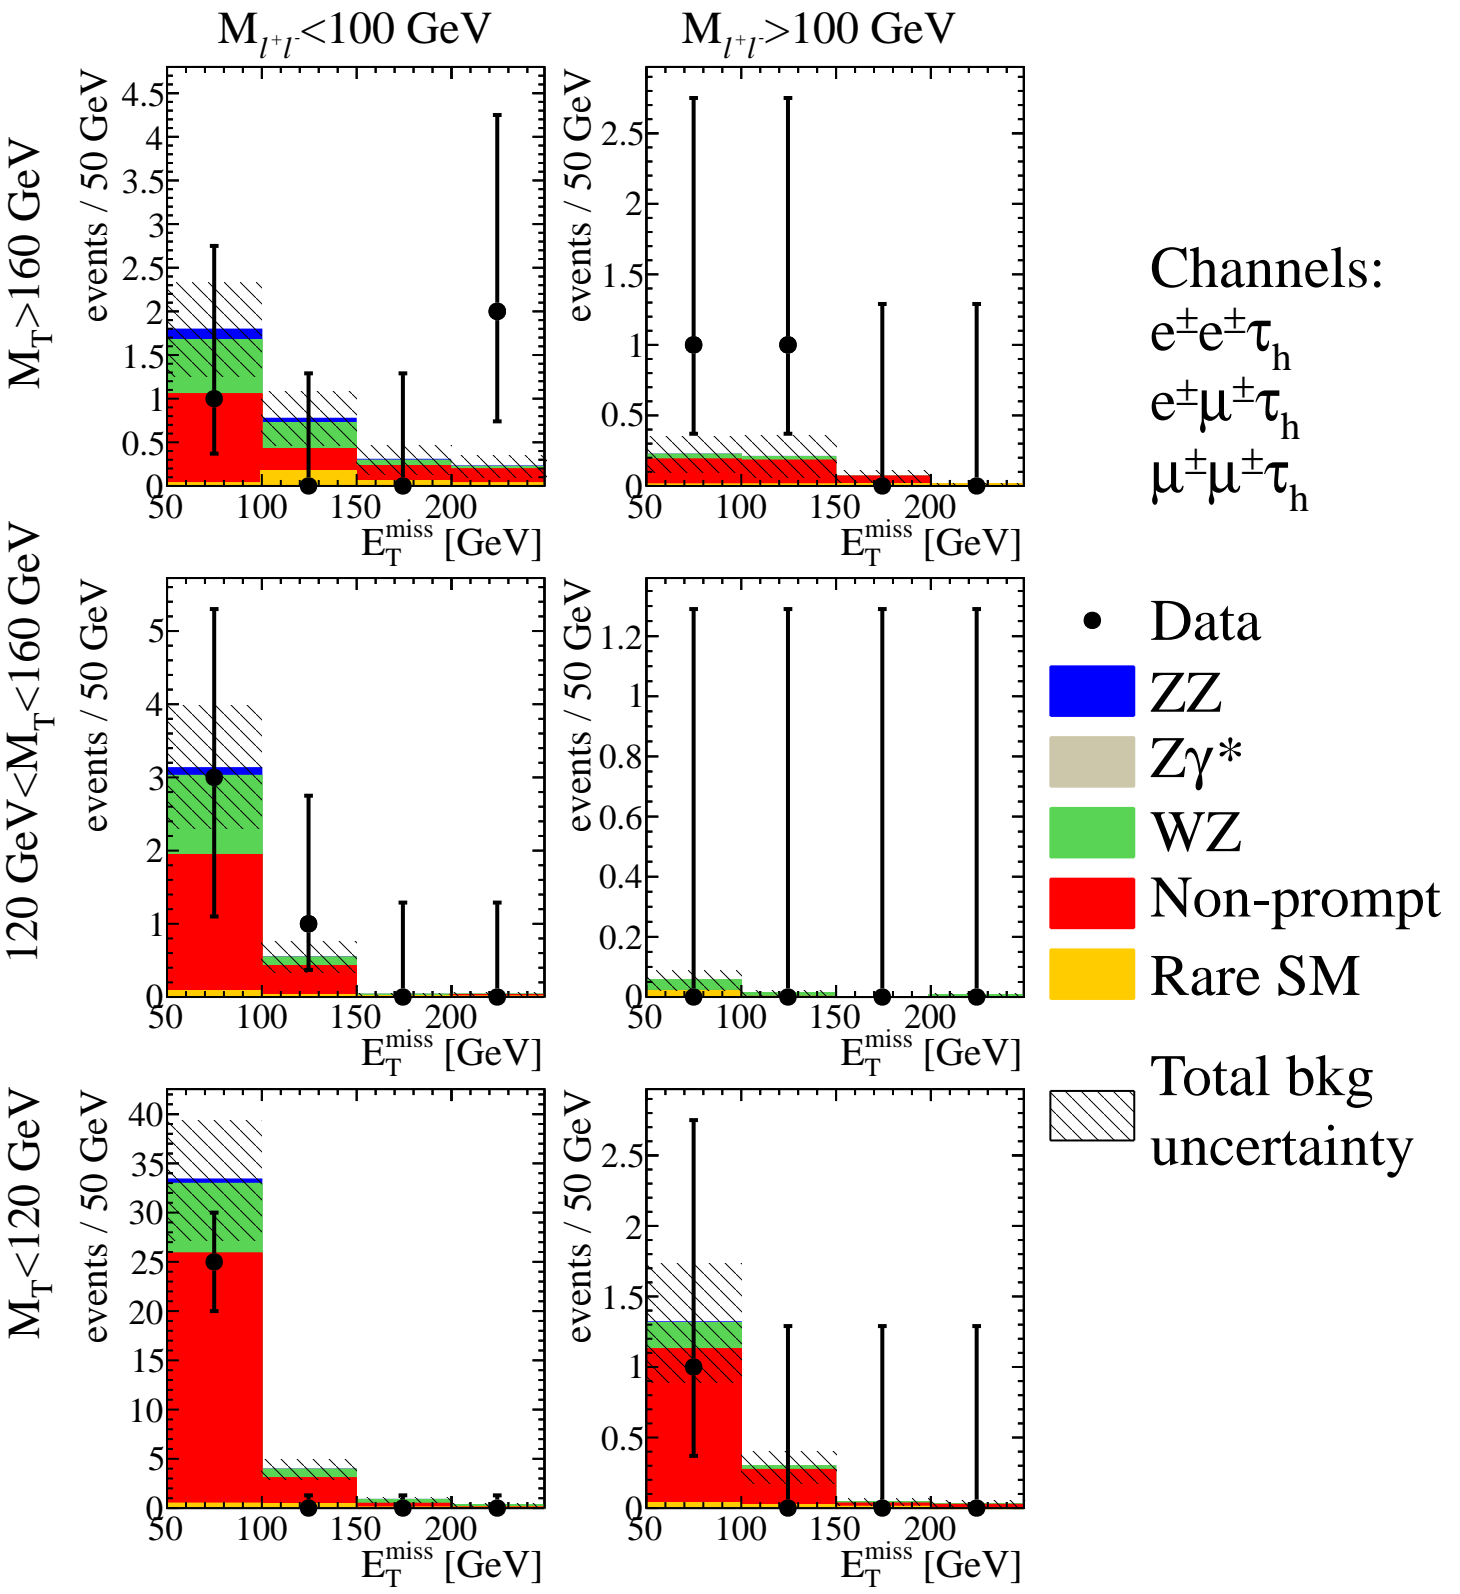 M_{l⁺l⁻}<100 GeV
M_{l⁺l⁻}>100 GeV
M_T>160 GeV
events / 50 GeV
4.5
4
3.5
3
2.5
2
1.5
1
0.5
0
50 100 150 200
E_T^miss [GeV]
events / 50 GeV
2.5
2
1.5
1
0.5
0
50 100 150 200
E_T^miss [GeV]
120 GeV<M_T<160 GeV
events / 50 GeV
5
4
3
2
1
0
50 100 150 200
E_T^miss [GeV]
events / 50 GeV
1.2
1
0.8
0.6
0.4
0.2
0
50 100 150 200
E_T^miss [GeV]
M_T<120 GeV
events / 50 GeV
40
35
30
25
20
15
10
5
0
50 100 150 200
E_T^miss [GeV]
events / 50 GeV
2.5
2
1.5
1
0.5
0
50 100 150 200
E_T^miss [GeV]
Channels:
e±e±τ_h
e±μ±τ_h
μ±μ±τ_h
Data
ZZ
Zγ*
WZ
Non-prompt
Rare SM
Total bkg
uncertainty